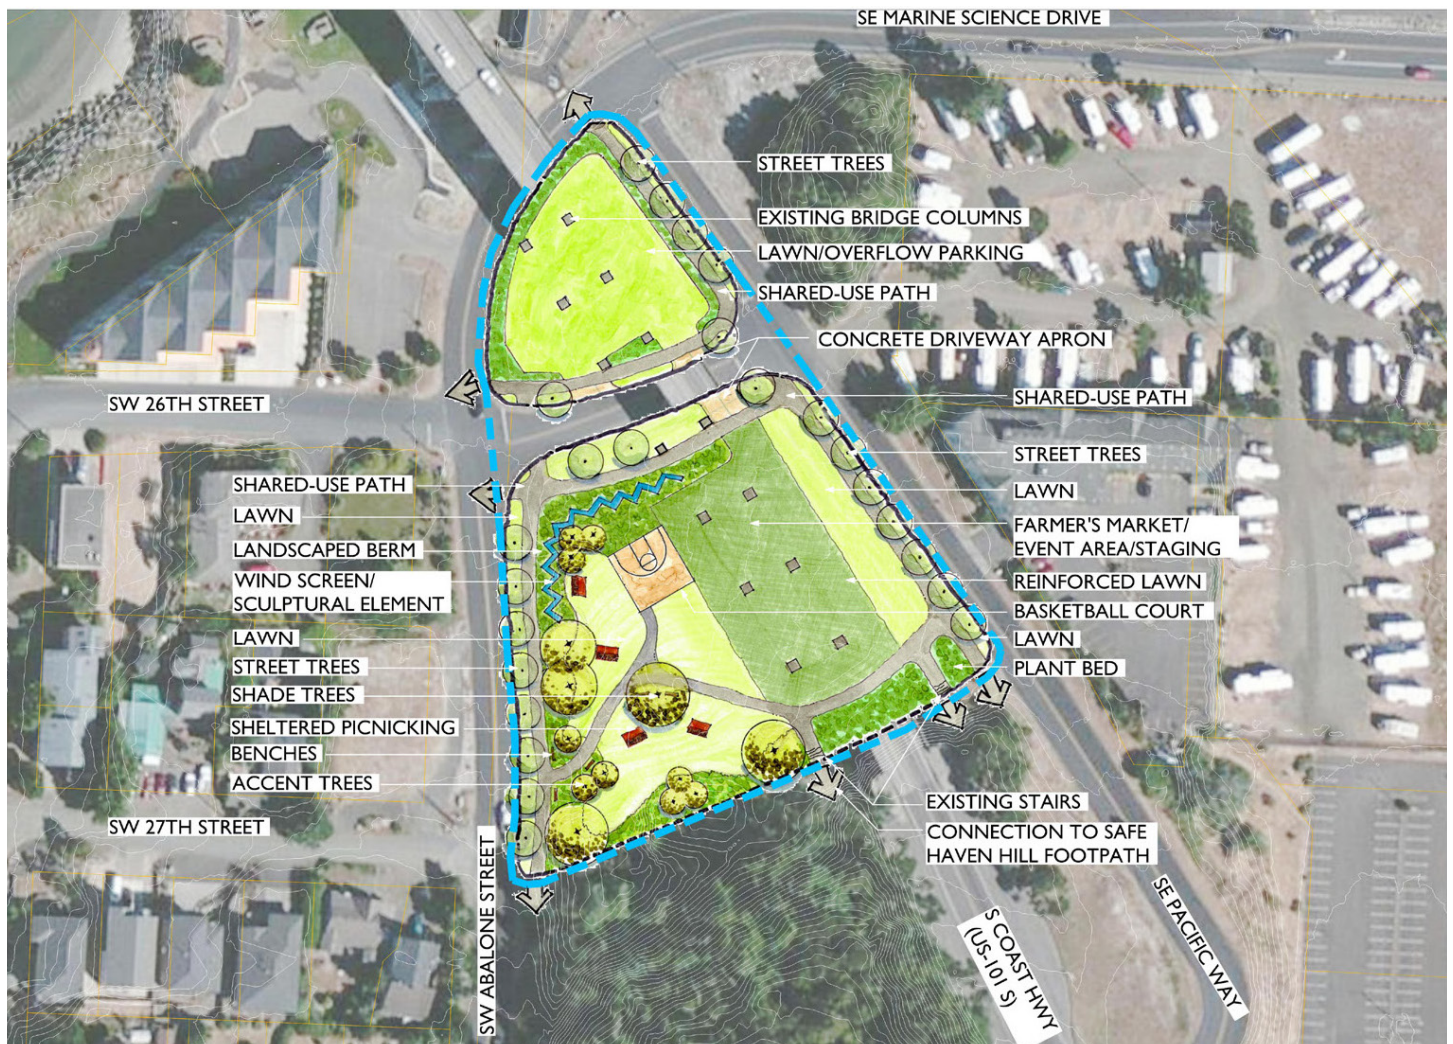 SE MARINE SCIENCE DRIVE
STREET TREES
EXISTING BRIDGE COLUMNS
LAWN/OVERFLOW PARKING
SHARED-USE PATH
CONCRETE DRIVEWAY APRON
SHARED-USE PATH
STREET TREES
LAWN
FARMER'S MARKET/
EVENT AREA/STAGING
REINFORCED LAWN
BASKETBALL COURT
LAWN
PLANT BED
EXISTING STAIRS
CONNECTION TO SAFE
HAVEN HILL FOOTPATH
SW 26TH STREET
SHARED-USE PATH
LAWN
LANDSCAPED BERM
WIND SCREEN/
SCULPTURAL ELEMENT
LAWN
STREET TREES
SHADE TREES
SHELTERED PICNICKING
BENCHES
ACCENT TREES
SW 27TH STREET
SW ABALONE STREET
S COAST HWY
(US-101 S)
SE PACIFIC WAY